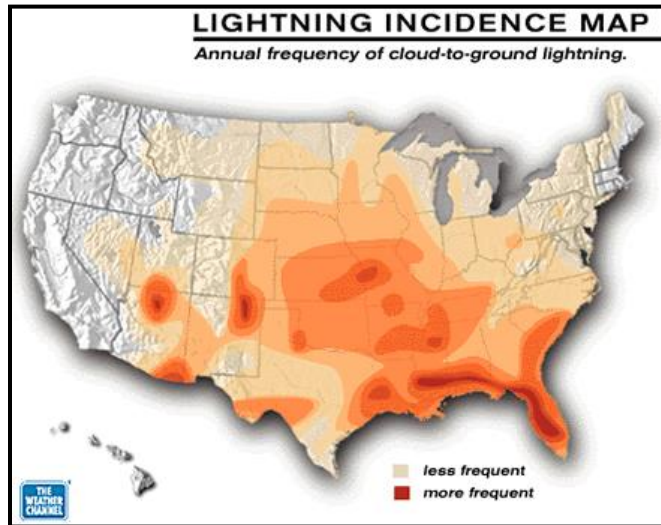 LIGHTNING INCIDENCE MAP
Annual frequency of cloud-to-ground lightning.
less frequent
more frequent
THE
WEATHER
CHANNEL